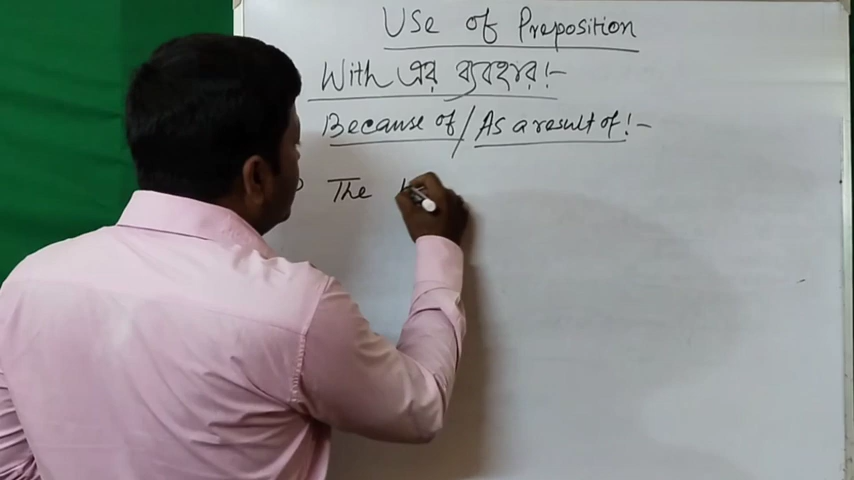 Use of Preposition
With এর ব্যবহার :-
Because of / As a result of :-
The